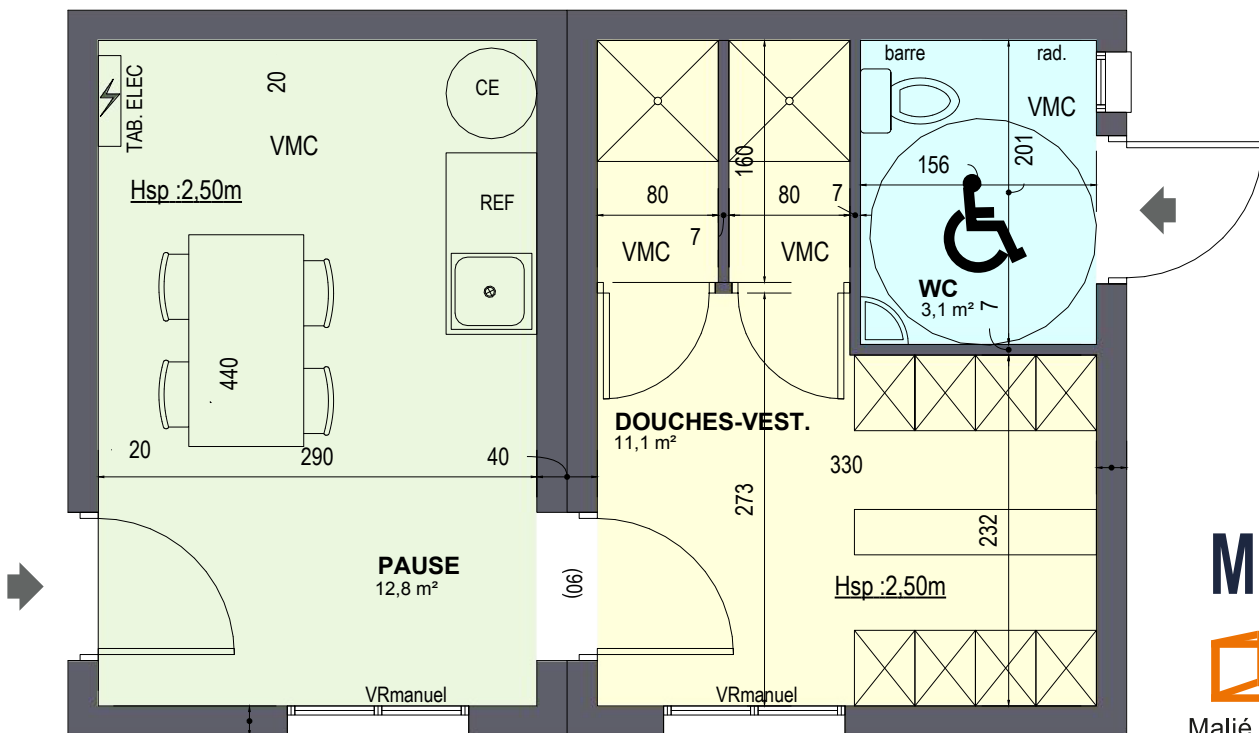 TAB. ELEC
20
VMC
Hsp :2,50m
CE
REF
440
20
290
40
PAUSE
12,8 m²
(90)
VRmanuel
80
7
80
7
160
VMC
VMC
DOUCHES-VEST.
11,1 m²
273
330
232
Hsp :2,50m
VRmanuel
barre
rad.
VMC
156
201
WC
3,1 m²
7
M
Malié